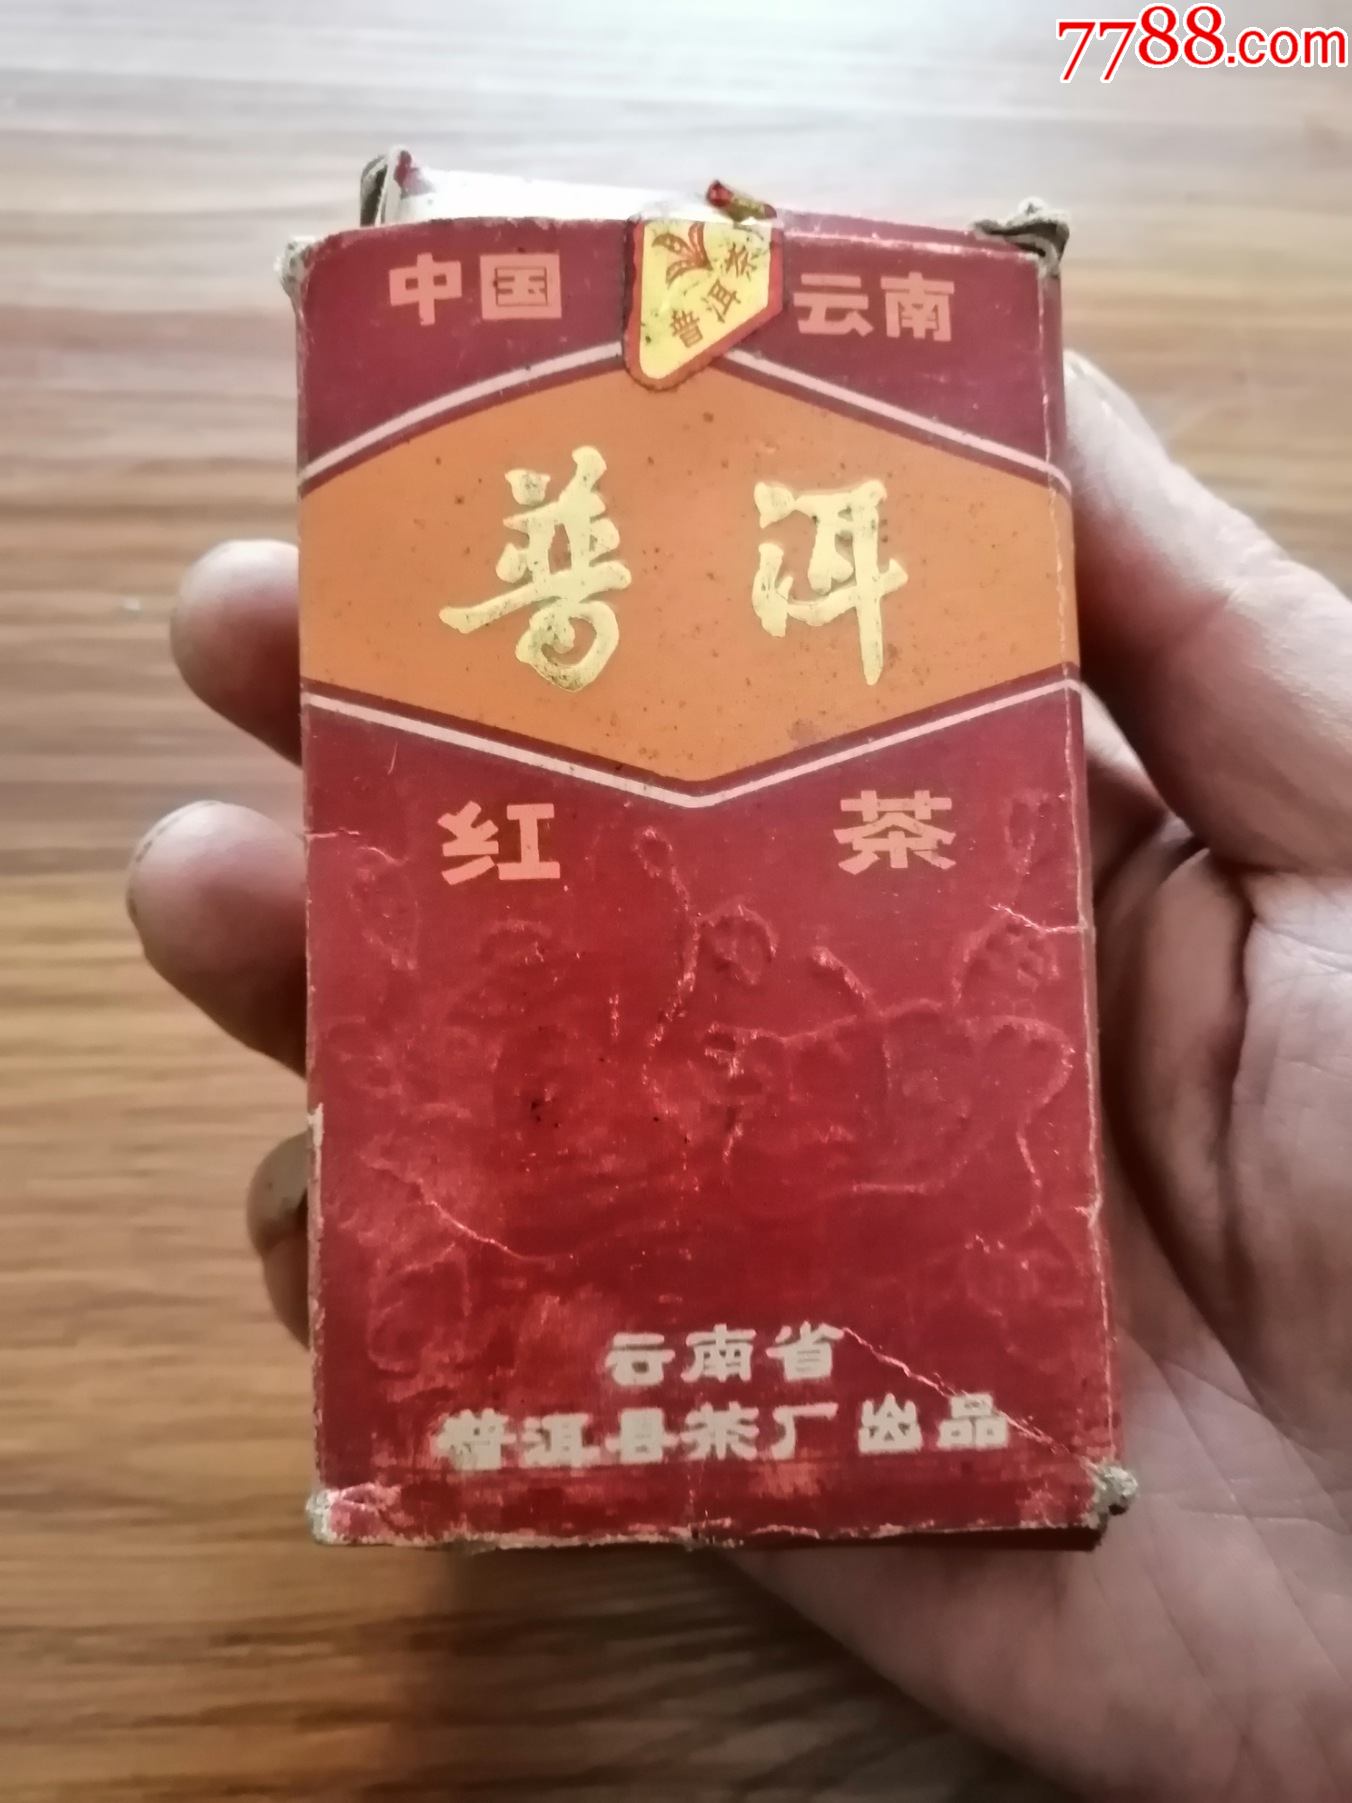 7788.com
中国 云南
普洱茶
普洱
红茶
云南省
普洱县茶厂出品